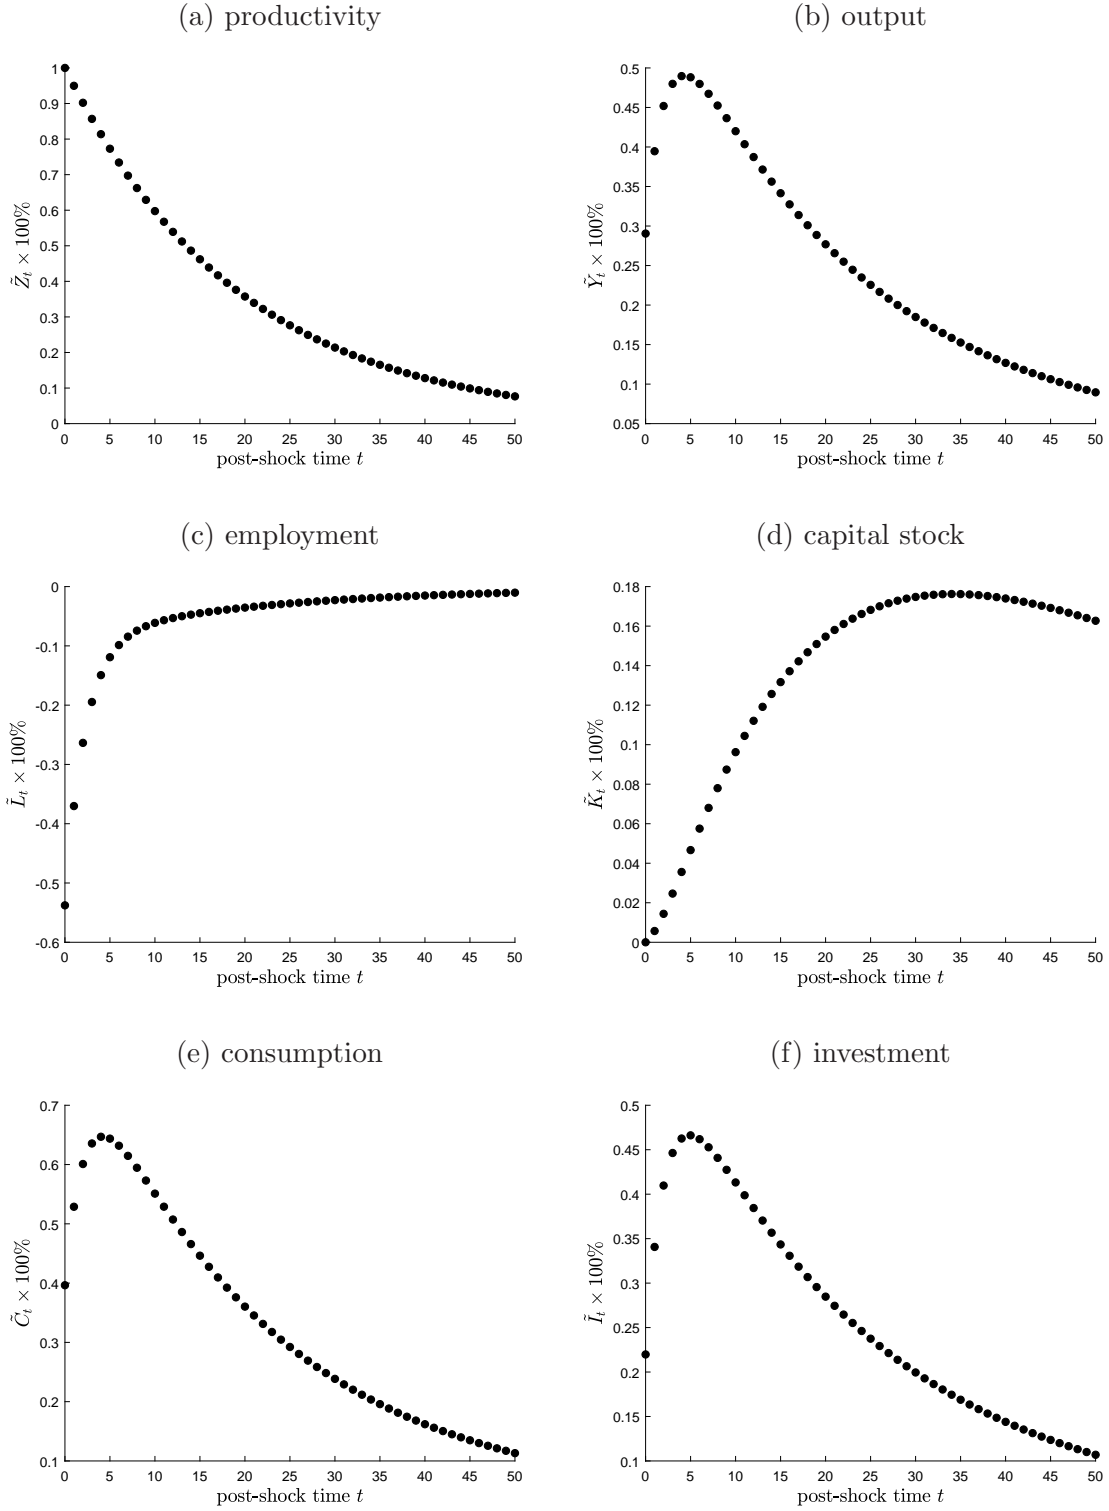 (a) productivity
1
0.9
0.8
0.7
0.6
0.5
0.4
0.3
0.2
0.1
0
Z̃_t × 100%
0 5 10 15 20 25 30 35 40 45 50
post-shock time t
(b) output
0.5
0.45
0.4
0.35
0.3
0.25
0.2
0.15
0.1
0.05
Ỹ_t × 100%
0 5 10 15 20 25 30 35 40 45 50
post-shock time t
(c) employment
0
-0.1
-0.2
-0.3
-0.4
-0.5
-0.6
L̃_t × 100%
0 5 10 15 20 25 30 35 40 45 50
post-shock time t
(d) capital stock
0.18
0.16
0.14
0.12
0.1
0.08
0.06
0.04
0.02
0
K̃_t × 100%
0 5 10 15 20 25 30 35 40 45 50
post-shock time t
(e) consumption
0.7
0.6
0.5
0.4
0.3
0.2
0.1
C̃_t × 100%
0 5 10 15 20 25 30 35 40 45 50
post-shock time t
(f) investment
0.5
0.45
0.4
0.35
0.3
0.25
0.2
0.15
0.1
Ĩ_t × 100%
0 5 10 15 20 25 30 35 40 45 50
post-shock time t